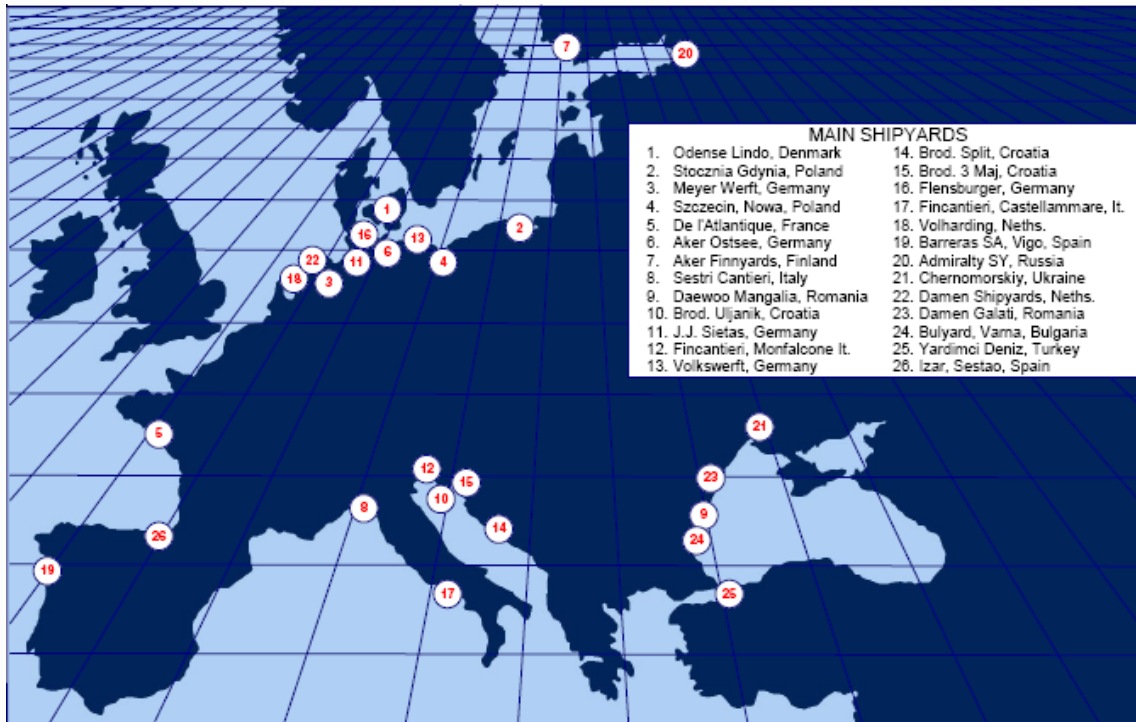 7
20
MAIN SHIPYARDS
1. Odense Lindo, Denmark
2. Stocznia Gdynia, Poland
3. Meyer Werft, Germany
4. Szczecin, Nowa, Poland
5. De l'Atlantique, France
6. Aker Ostsee, Germany
7. Aker Finnyards, Finland
8. Sestri Cantieri, Italy
9. Daewoo Mangalia, Romania
10. Brod. Uljanik, Croatia
11. J.J. Sietas, Germany
12. Fincantieri, Monfalcone It.
13. Volkswerft, Germany
14. Brod. Split, Croatia
15. Brod. 3 Maj, Croatia
16. Flensburger, Germany
17. Fincantieri, Castellammare, It.
18. Volharding, Neths.
19. Barreras SA, Vigo, Spain
20. Admiralty SY, Russia
21. Chernomorskiy, Ukraine
22. Damen Shipyards, Neths.
23. Damen Galati, Romania
24. Bulyard, Varna, Bulgaria
25. Yardimci Deniz, Turkey
26. Izar, Sestao, Spain
1
2
16
13
6
22
11
4
18
3
21
5
12
23
15
10
8
9
14
26
24
19
17
25